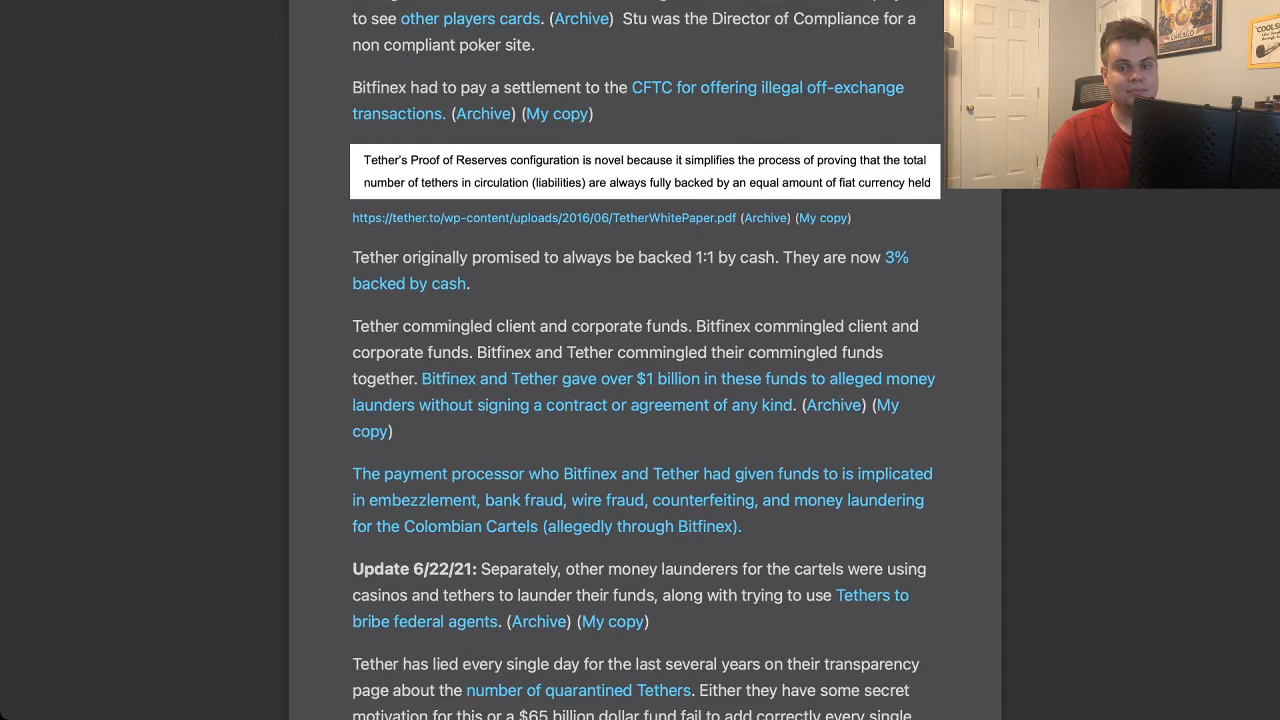 to see other players cards. (Archive)  Stu was the Director of Compliance for a
non compliant poker site.
Bitfinex had to pay a settlement to the CFTC for offering illegal off-exchange
transactions. (Archive) (My copy)
Tether's Proof of Reserves configuration is novel because it simplifies the process of proving that the total
number of tethers in circulation (liabilities) are always fully backed by an equal amount of fiat currency held
https://tether.to/wp-content/uploads/2016/06/TetherWhitePaper.pdf (Archive) (My copy)
Tether originally promised to always be backed 1:1 by cash. They are now 3%
backed by cash.
Tether commingled client and corporate funds. Bitfinex commingled client and
corporate funds. Bitfinex and Tether commingled their commingled funds
together. Bitfinex and Tether gave over $1 billion in these funds to alleged money
launders without signing a contract or agreement of any kind. (Archive) (My
copy)
The payment processor who Bitfinex and Tether had given funds to is implicated
in embezzlement, bank fraud, wire fraud, counterfeiting, and money laundering
for the Colombian Cartels (allegedly through Bitfinex).
Update 6/22/21: Separately, other money launderers for the cartels were using
casinos and tethers to launder their funds, along with trying to use Tethers to
bribe federal agents. (Archive) (My copy)
Tether has lied every single day for the last several years on their transparency
page about the number of quarantined Tethers. Either they have some secret
motivation for this or a $65 billion dollar fund fail to add correctly every single
CHICAGO